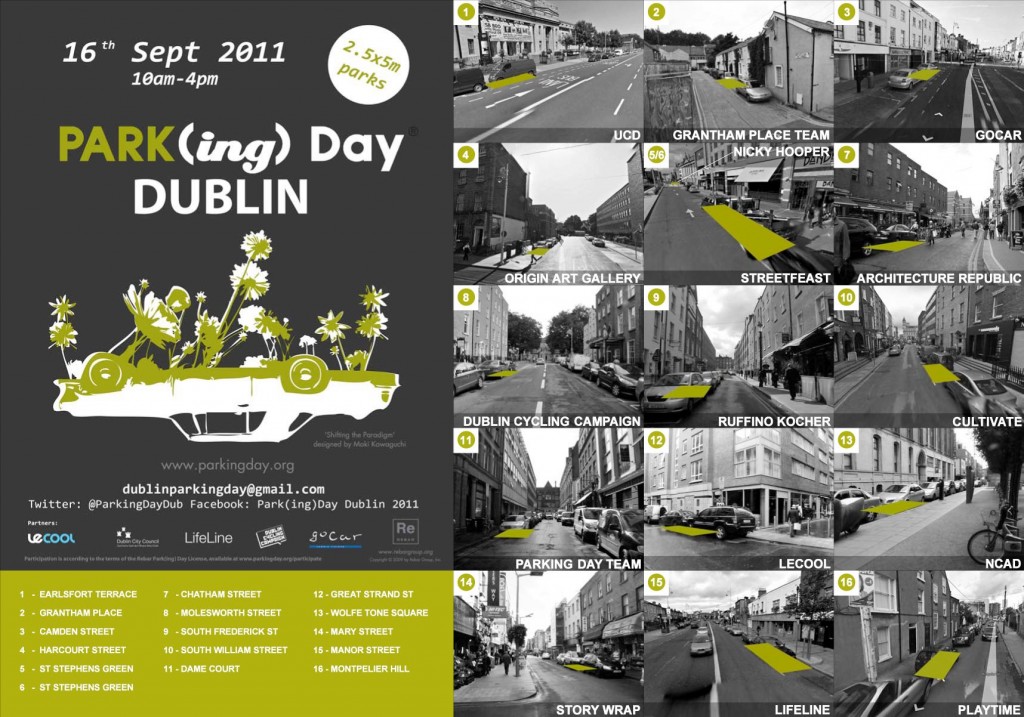 16th Sept 2011
10am-4pm
2.5x5m
parks
PARK(ing) Day®
DUBLIN
'Shifting the Paradigm'
designed by Maki Kawaguchi
www.parkingday.org
dublinparkingday@gmail.com
Twitter: @ParkingDayDub Facebook: Park(ing)Day Dublin 2011
Partners:
LECOOL
Dublin City Council
LifeLine
DUBLIN
CYCLING
CAMPAIGN
goCar
Re
REBAR
www.rebargroup.org
Participation is according to the terms of the Rebar Park(ing) Day License, available at www.parkingday.org/participate
Copyright © 2009 by Rebar Group, Inc.
1 - EARLSFORT TERRACE
2 - GRANTHAM PLACE
3 - CAMDEN STREET
4 - HARCOURT STREET
5 - ST STEPHENS GREEN
6 - ST STEPHENS GREEN
7 - CHATHAM STREET
8 - MOLESWORTH STREET
9 - SOUTH FREDERICK ST
10 - SOUTH WILLIAM STREET
11 - DAME COURT
12 - GREAT STRAND ST
13 - WOLFE TONE SQUARE
14 - MARY STREET
15 - MANOR STREET
16 - MONTPELIER HILL
1
UCD
2
GRANTHAM PLACE TEAM
3
GOCAR
4
ORIGIN ART GALLERY
5/6
NICKY HOOPER
STREETFEAST
7
ARCHITECTURE REPUBLIC
8
DUBLIN CYCLING CAMPAIGN
9
RUFFINO KOCHER
10
CULTIVATE
11
PARKING DAY TEAM
12
LECOOL
13
NCAD
14
STORY WRAP
15
LIFELINE
16
PLAYTIME